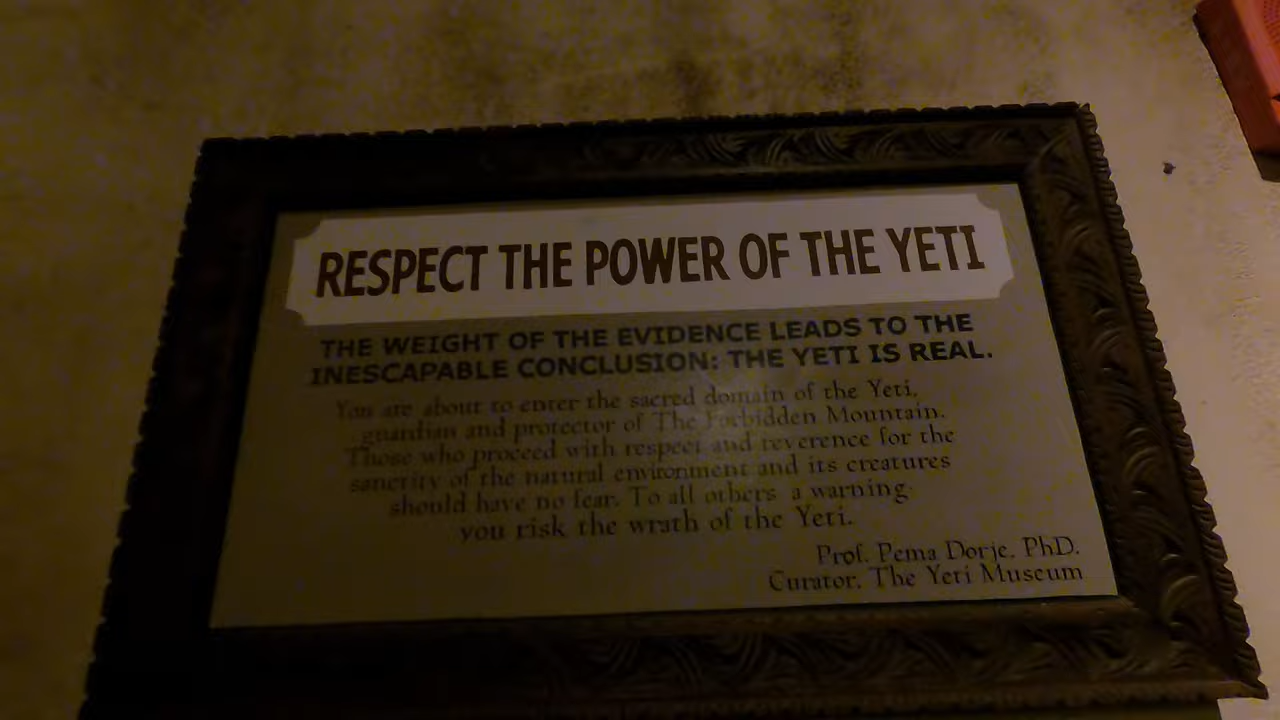 RESPECT THE POWER OF THE YETI
THE WEIGHT OF THE EVIDENCE LEADS TO THE
INESCAPABLE CONCLUSION: THE YETI IS REAL.
You are about to enter the sacred domain of the Yeti,
guardian and protector of The Forbidden Mountain.
Those who proceed with respect and reverence for the
sanctity of the natural environment and its creatures
should have no fear. To all others a warning
you risk the wrath of the Yeti.
Prof. Pema Dorje, PhD.
Curator, The Yeti Museum